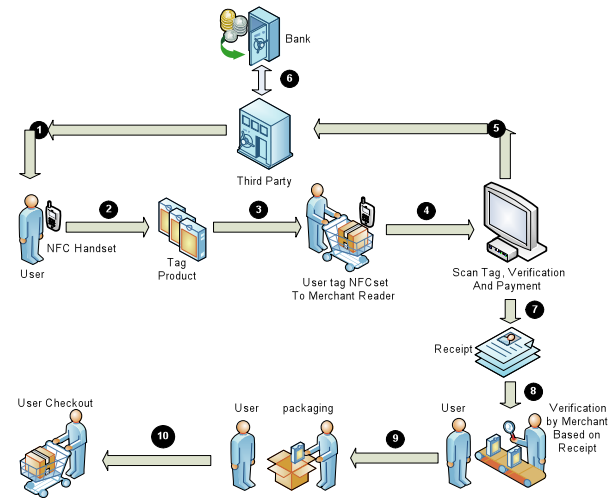 Bank
6
1
5
Third Party
2
3
4
NFC Handset
User
Tag
Product
User tag NFCset
To Merchant Reader
Scan Tag, Verification
And Payment
7
Receipt
8
User Checkout
User
packaging
User
Verification
by Merchant
Based on
Receipt
10
9